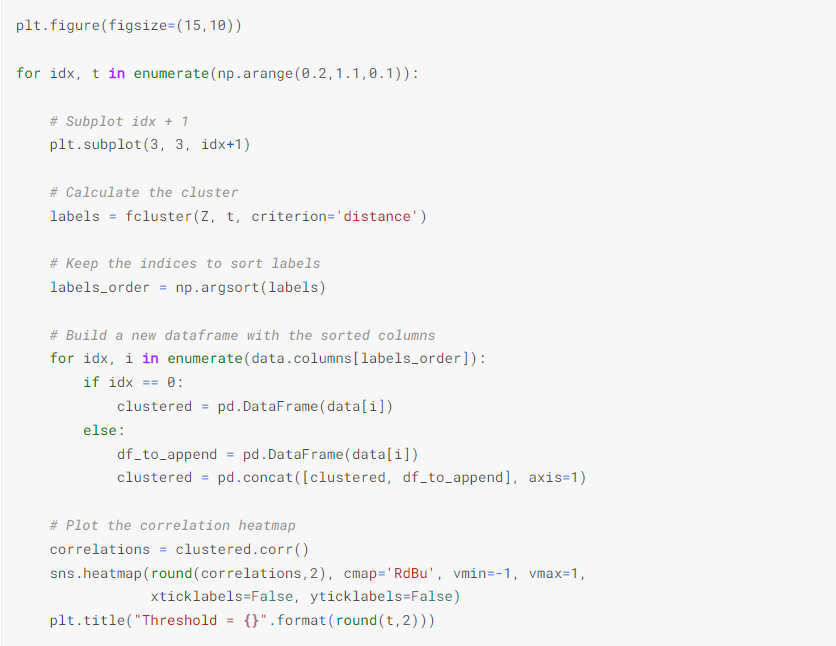 plt.figure(figsize=(15,10))
for idx, t in enumerate(np.arange(0.2,1.1,0.1)):
    # Subplot idx + 1
    plt.subplot(3, 3, idx+1)
    # Calculate the cluster
    labels = fcluster(Z, t, criterion='distance')
    # Keep the indices to sort labels
    labels_order = np.argsort(labels)
    # Build a new dataframe with the sorted columns
    for idx, i in enumerate(data.columns[labels_order]):
        if idx == 0:
            clustered = pd.DataFrame(data[i])
        else:
            df_to_append = pd.DataFrame(data[i])
            clustered = pd.concat([clustered, df_to_append], axis=1)
    # Plot the correlation heatmap
    correlations = clustered.corr()
    sns.heatmap(round(correlations,2), cmap='RdBu', vmin=-1, vmax=1,
                xticklabels=False, yticklabels=False)
    plt.title("Threshold = {}".format(round(t,2)))